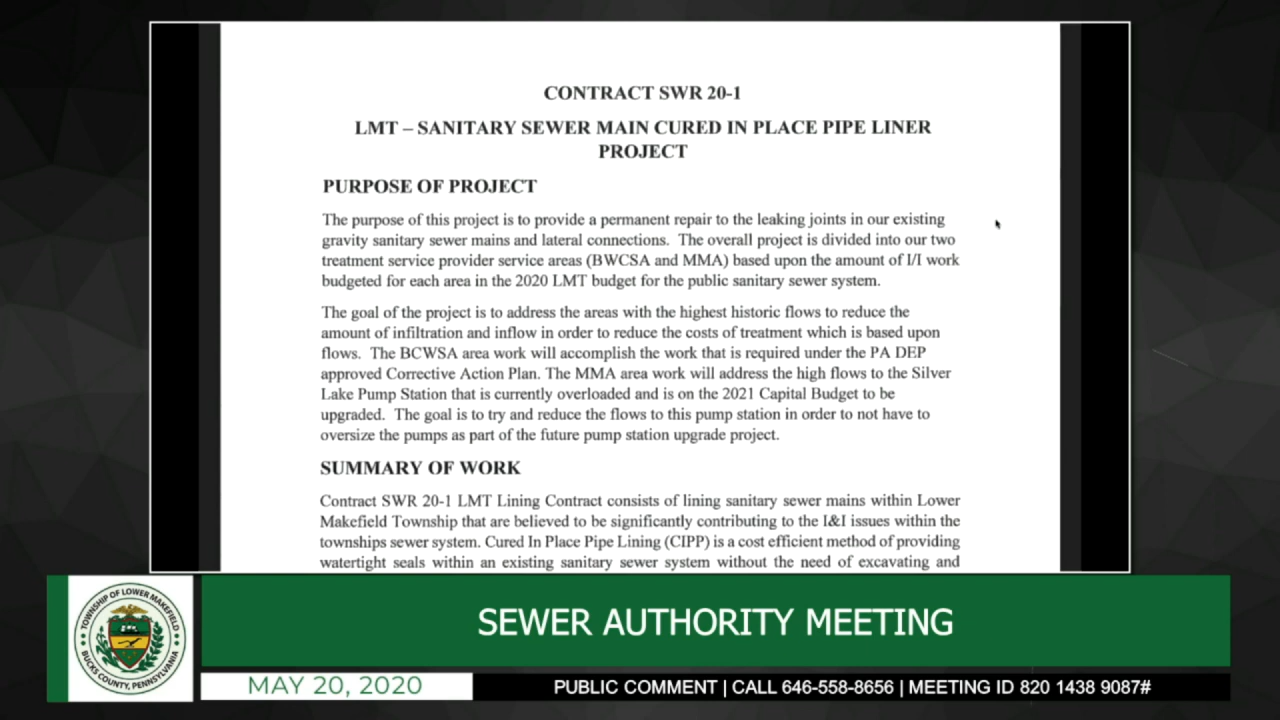 CONTRACT SWR 20-1
LMT – SANITARY SEWER MAIN CURED IN PLACE PIPE LINER
PROJECT
PURPOSE OF PROJECT
The purpose of this project is to provide a permanent repair to the leaking joints in our existing
gravity sanitary sewer mains and lateral connections.  The overall project is divided into our two
treatment service provider service areas (BWCSA and MMA) based upon the amount of I/I work
budgeted for each area in the 2020 LMT budget for the public sanitary sewer system.
The goal of the project is to address the areas with the highest historic flows to reduce the
amount of infiltration and inflow in order to reduce the costs of treatment which is based upon
flows.  The BCWSA area work will accomplish the work that is required under the PA DEP
approved Corrective Action Plan. The MMA area work will address the high flows to the Silver
Lake Pump Station that is currently overloaded and is on the 2021 Capital Budget to be
upgraded.  The goal is to try and reduce the flows to this pump station in order to not have to
oversize the pumps as part of the future pump station upgrade project.
SUMMARY OF WORK
Contract SWR 20-1 LMT Lining Contract consists of lining sanitary sewer mains within Lower
Makefield Township that are believed to be significantly contributing to the I&I issues within the
townships sewer system. Cured In Place Pipe Lining (CIPP) is a cost efficient method of providing
watertight seals within an existing sanitary sewer system without the need of excavating and
TOWNSHIP OF LOWER MAKEFIELD
BUCKS COUNTY, PENNSYLVANIA
SEWER AUTHORITY MEETING
MAY 20, 2020
PUBLIC COMMENT | CALL 646-558-8656 | MEETING ID 820 1438 9087#